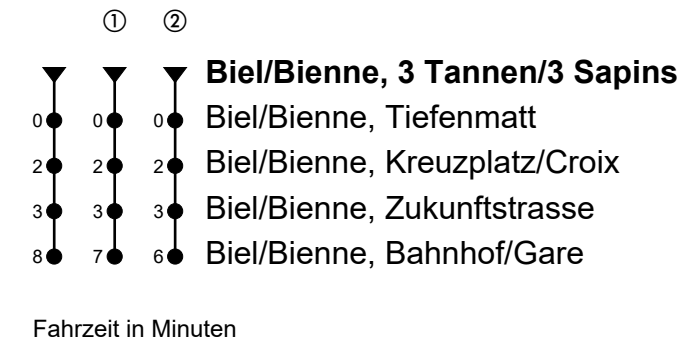 ① ②
Biel/Bienne, 3 Tannen/3 Sapins
0 0 0 Biel/Bienne, Tiefenmatt
2 2 2 Biel/Bienne, Kreuzplatz/Croix
3 3 3 Biel/Bienne, Zukunftstrasse
8 7 6 Biel/Bienne, Bahnhof/Gare
Fahrzeit in Minuten